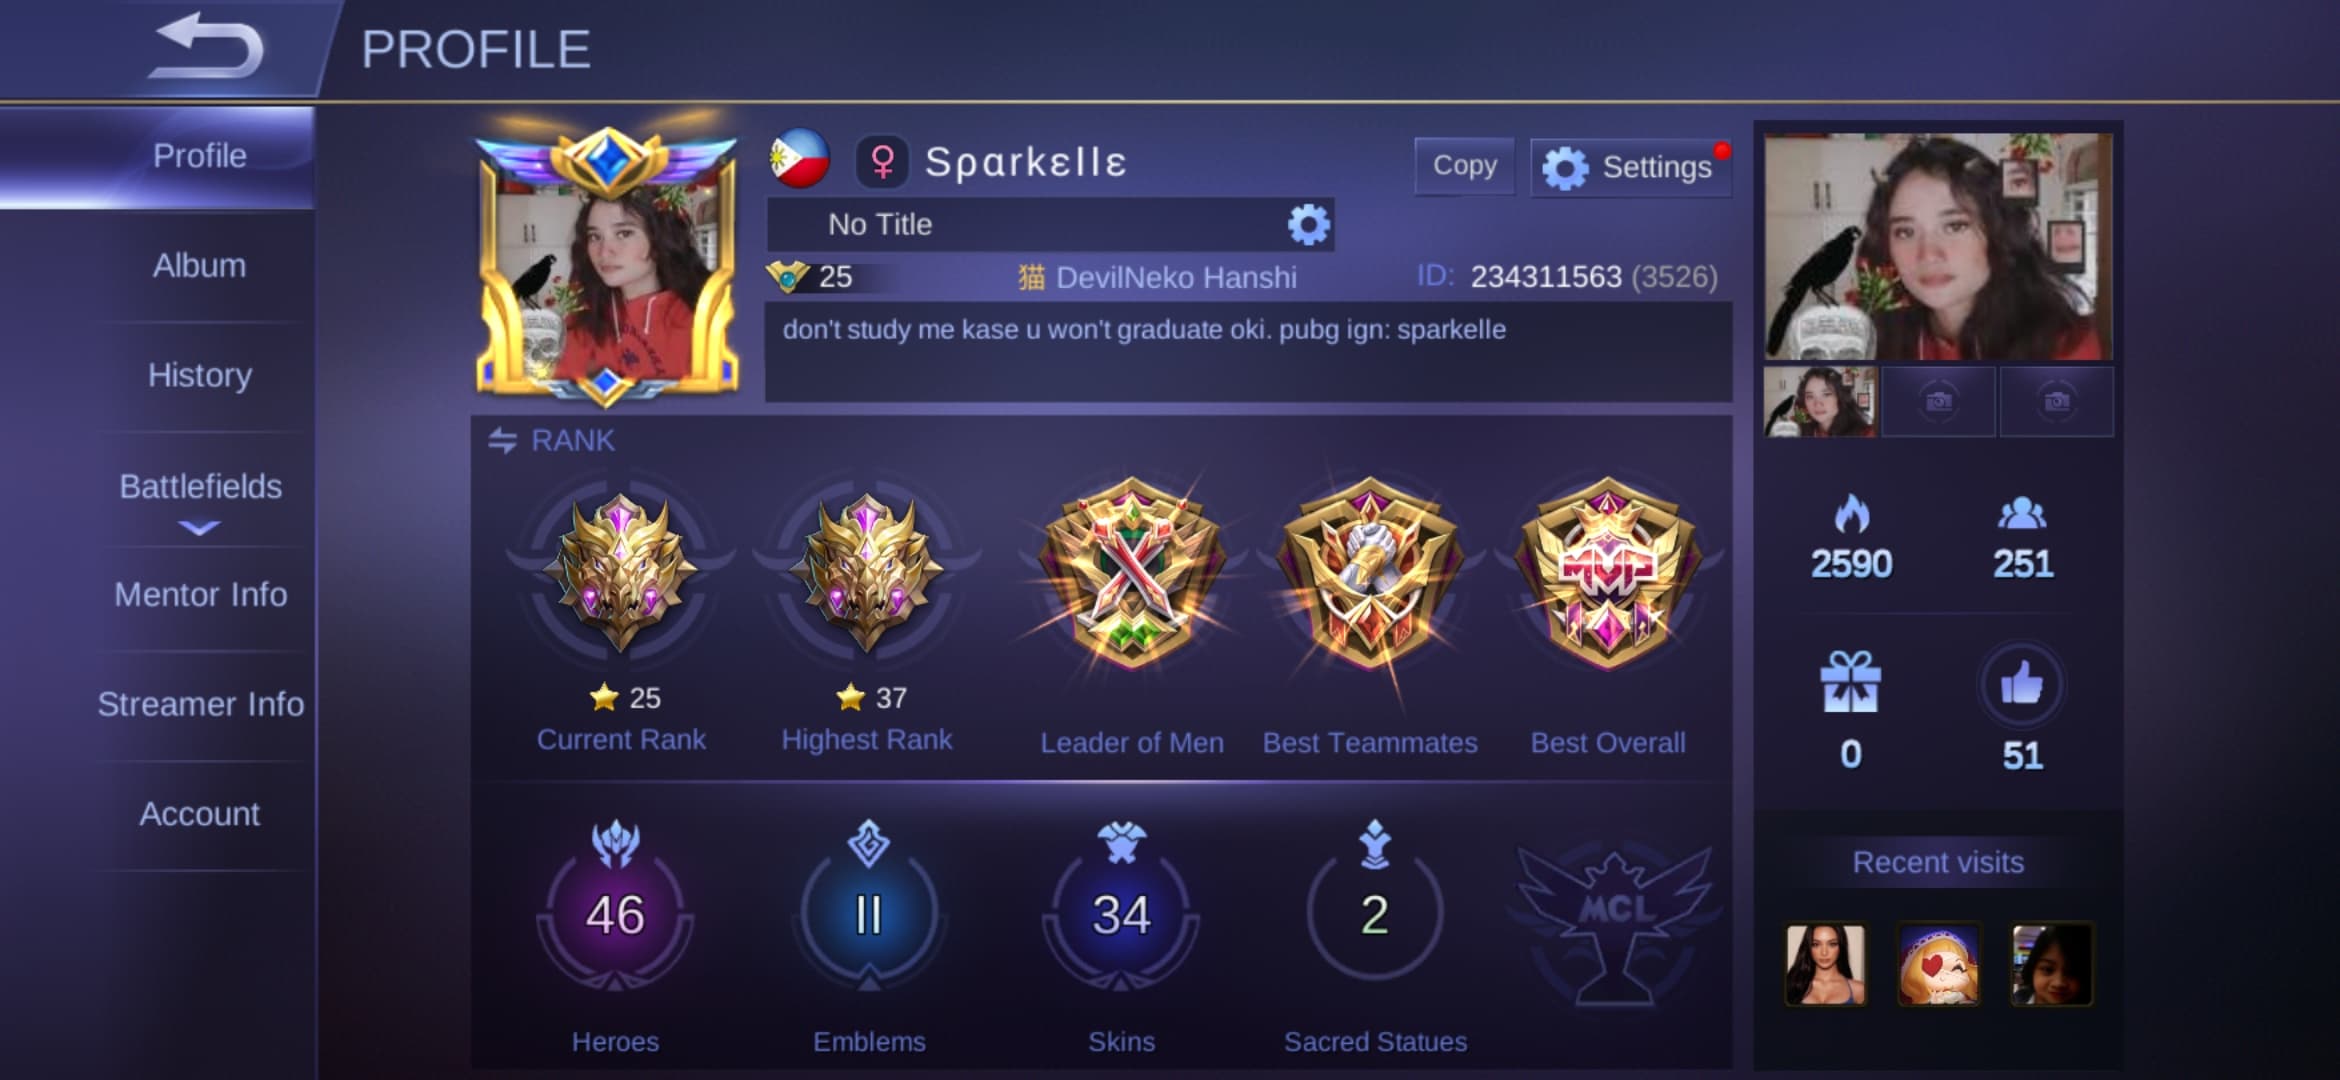 PROFILE
Profile
Album
History
Battlefields
Mentor Info
Streamer Info
Account
Sραrkεllε
Copy
Settings
No Title
25
猫 DevilNeko Hanshi
ID: 234311563 (3526)
don't study me kase u won't graduate oki. pubg ign: sparkelle
RANK
MVP
25
37
Current Rank
Highest Rank
Leader of Men
Best Teammates
Best Overall
46
II
34
2
MCL
Heroes
Emblems
Skins
Sacred Statues
2590
251
0
51
Recent visits